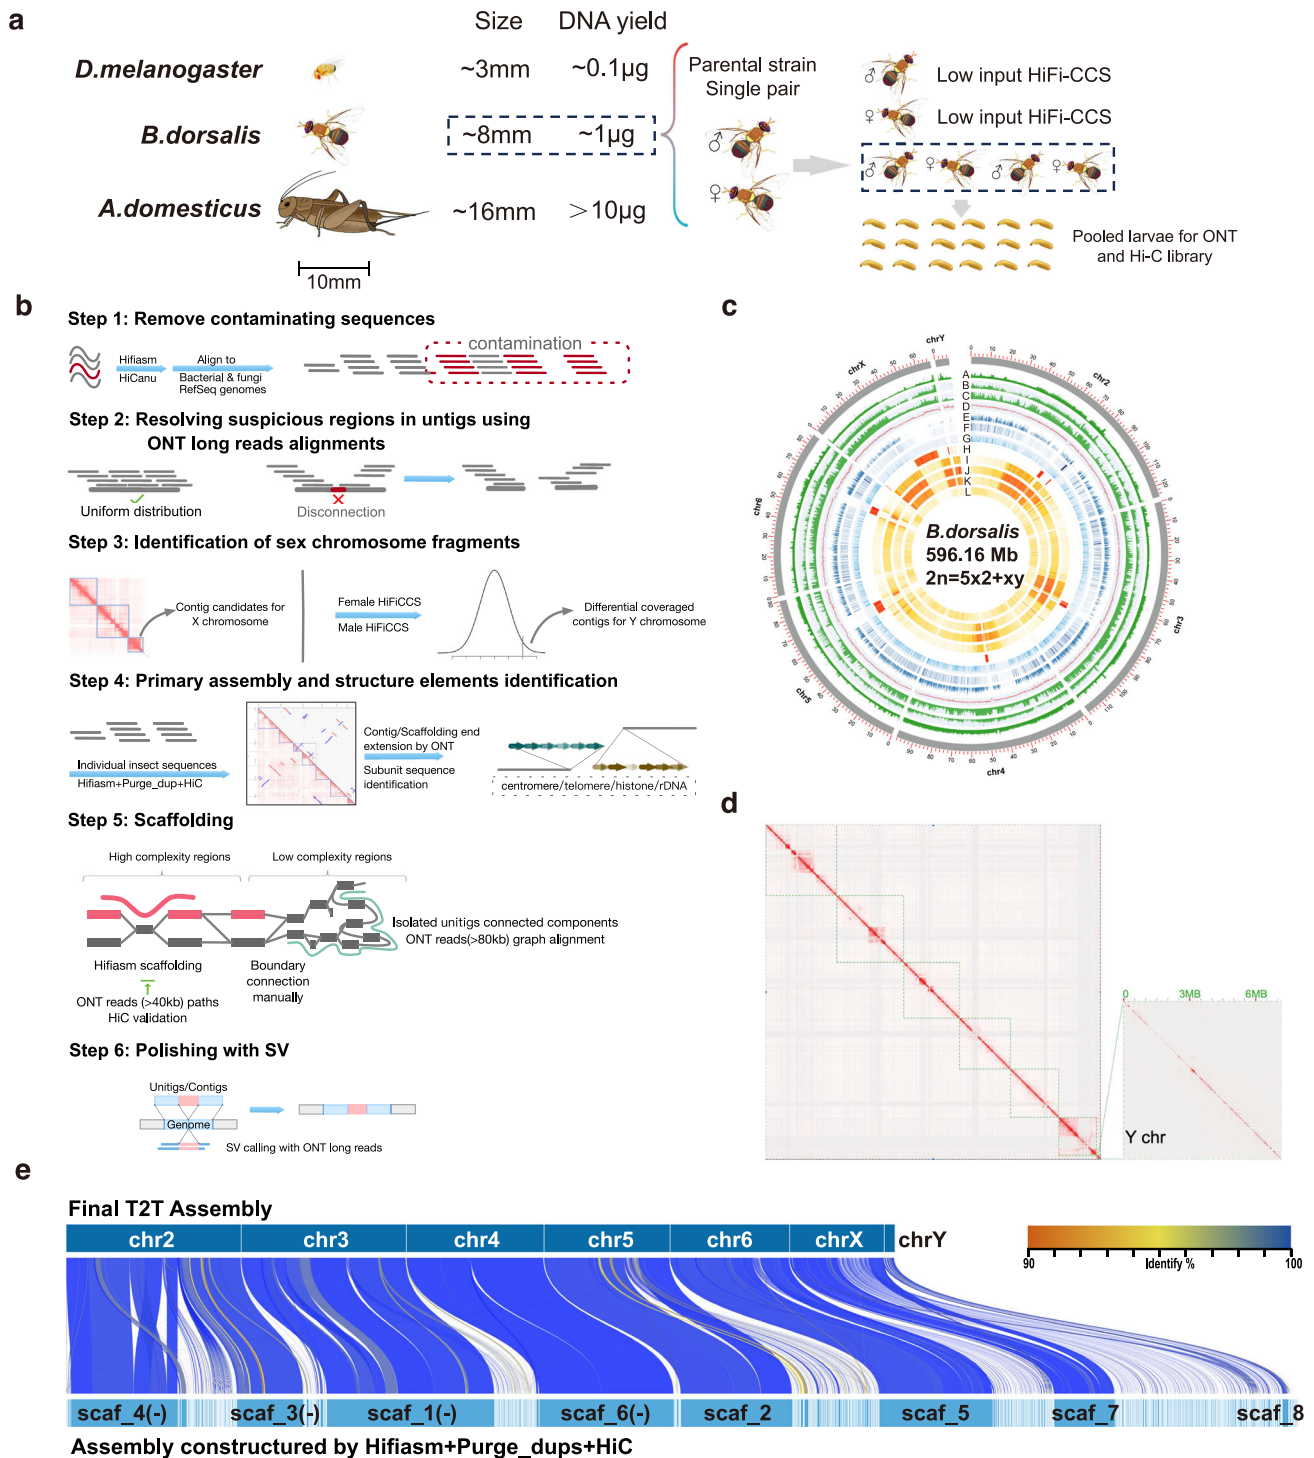 a
Size DNA yield
D.melanogaster ~3mm ~0.1μg
B.dorsalis ~8mm ~1μg
A.domesticus ~16mm >10μg
10mm
Parental strain
Single pair
♂
♀
♂ Low input HiFi-CCS
♀ Low input HiFi-CCS
♂ ♀ ♂ ♀
Pooled larvae for ONT
and Hi-C library
b
Step 1: Remove contaminating sequences
Hifiasm
HiCanu
Align to
Bacterial & fungi
RefSeq genomes
contamination
Step 2: Resolving suspicious regions in untigs using
ONT long reads alignments
Uniform distribution
Disconnection
Step 3: Identification of sex chromosome fragments
Contig candidates for
X chromosome
Female HiFiCCS
Male HiFiCCS
Differential coveraged
contigs for Y chromosome
Step 4: Primary assembly and structure elements identification
Individual insect sequences
Hifiasm+Purge_dup+HiC
Contig/Scaffolding end
extension by ONT
Subunit sequence
identification
centromere/telomere/histone/rDNA
Step 5: Scaffolding
High complexity regions
Low complexity regions
Isolated unitigs connected components
ONT reads(>80kb) graph alignment
Hifiasm scaffolding
Boundary
connection
manually
ONT reads (>40kb) paths
HiC validation
Step 6: Polishing with SV
Unitigs/Contigs
Genome
SV calling with ONT long reads
c
chrX
chrY
chr2
chr3
chr4
chr5
chr6
A
B
C
D
E
F
G
H
I
J
K
L
B.dorsalis
596.16 Mb
2n=5x2+xy
d
0 3MB 6MB
Y chr
e
Final T2T Assembly
chr2 chr3 chr4 chr5 chr6 chrX chrY
90 Identify % 100
scaf_4(-) scaf_3(-) scaf_1(-) scaf_6(-) scaf_2 scaf_5 scaf_7 scaf_8
Assembly constructured by Hifiasm+Purge_dups+HiC